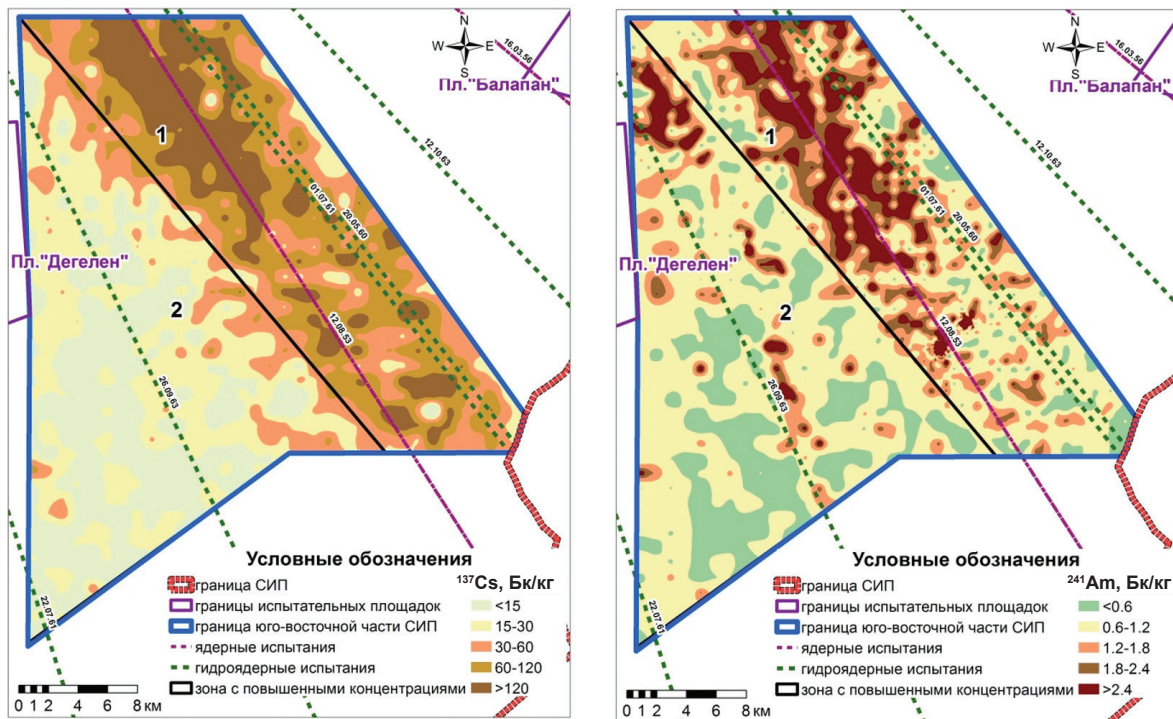 N
W E
S
16.03.56
Пл."Балапан"
12.10.63
1
01.07.61
20.05.60
Пл."Дегелен"
2
12.08.53
26.09.63
22.07.61
Условные обозначения
¹³⁷Cs, Бк/кг
граница СИП
границы испытательных площадок
граница юго-восточной части СИП
ядерные испытания
гидроядерные испытания
зона с повышенными концентрациями
<15
15-30
30-60
60-120
>120
0 1 2 4 6 8 км
N
W E
S
16.03.56
Пл."Балапан"
12.10.63
1
01.07.61
20.05.60
Пл."Дегелен"
2
12.08.53
26.09.63
22.07.61
Условные обозначения
²⁴¹Am, Бк/кг
граница СИП
границы испытательных площадок
граница юго-восточной части СИП
ядерные испытания
гидроядерные испытания
зона с повышенными концентрациями
<0.6
0.6-1.2
1.2-1.8
1.8-2.4
>2.4
0 1 2 4 6 8 км